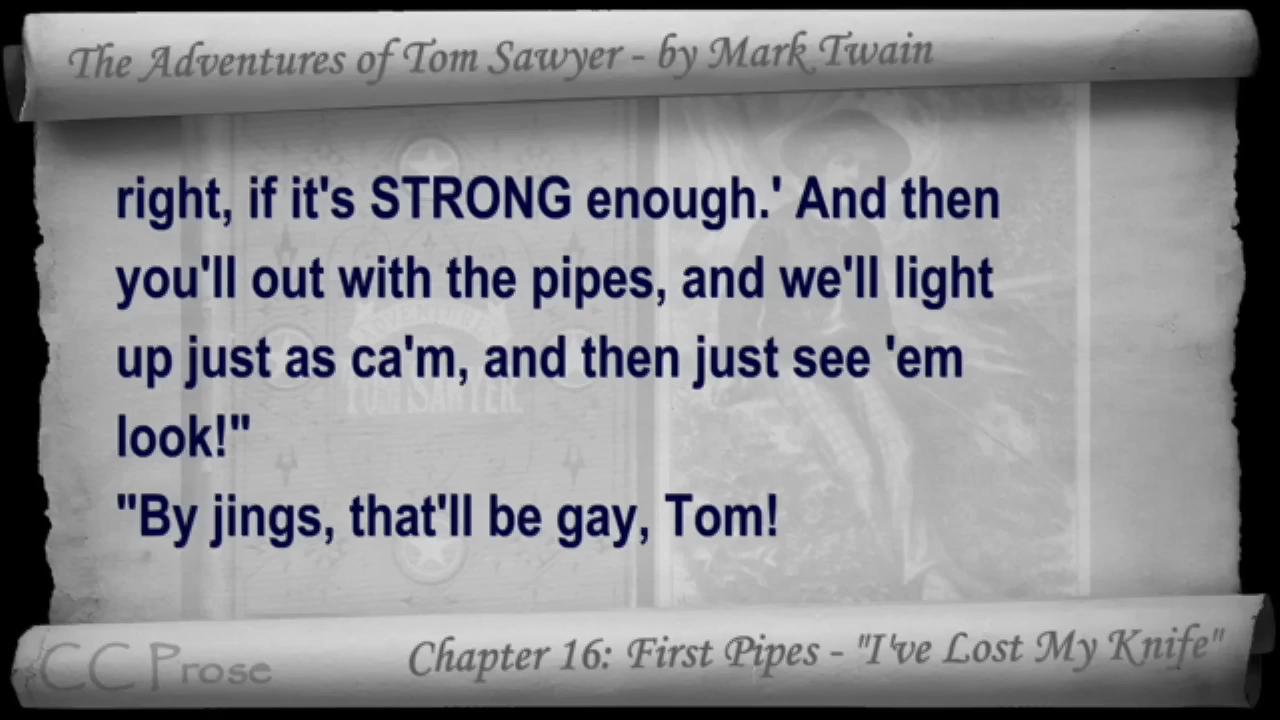 The Adventures of Tom Sawyer - by Mark Twain
right, if it's STRONG enough.' And then
you'll out with the pipes, and we'll light
up just as ca'm, and then just see 'em
look!"
"By jings, that'll be gay, Tom!
CC Prose
Chapter 16: First Pipes - "I've Lost My Knife"